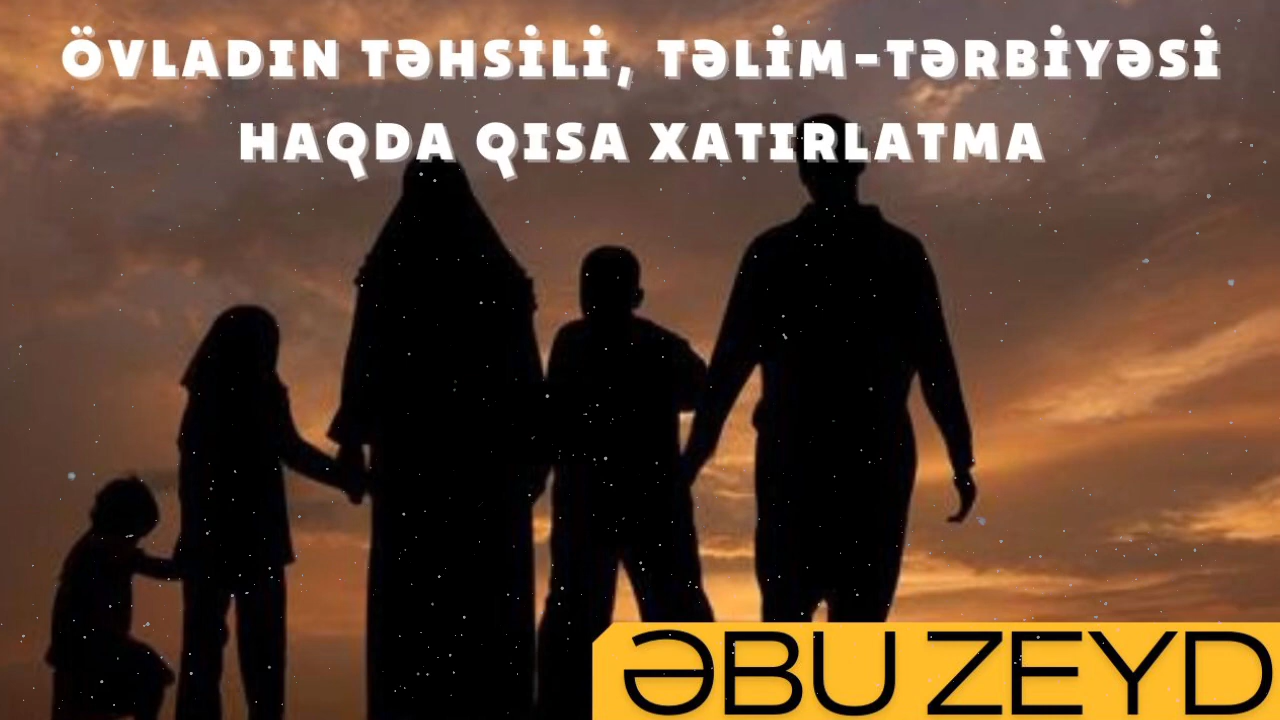 ÖVLADIN TƏHSİLİ, TƏLİM-TƏRBİYƏSİ
HAQDA QISA XATIRLATMA
ƏBU ZEYD